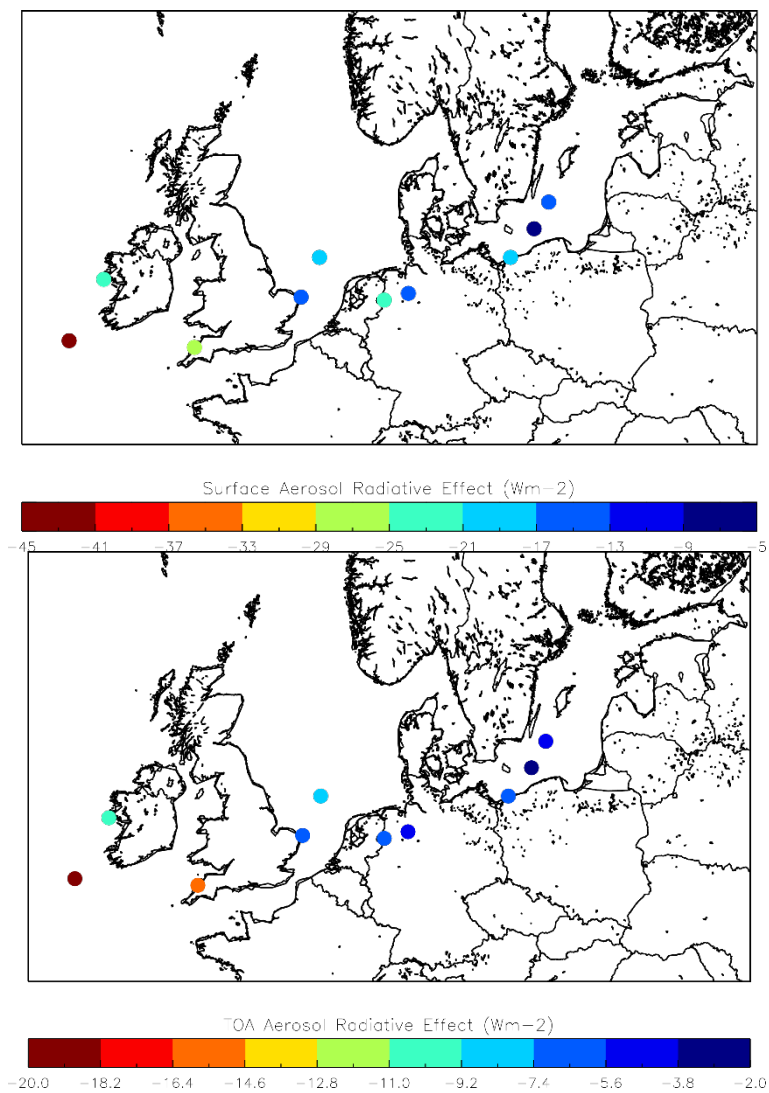 Surface Aerosol Radiative Effect (Wm-2)
-45 -41 -37 -33 -29 -25 -21 -17 -13 -9 -5
TOA Aerosol Radiative Effect (Wm-2)
-20.0 -18.2 -16.4 -14.6 -12.8 -11.0 -9.2 -7.4 -5.6 -3.8 -2.0